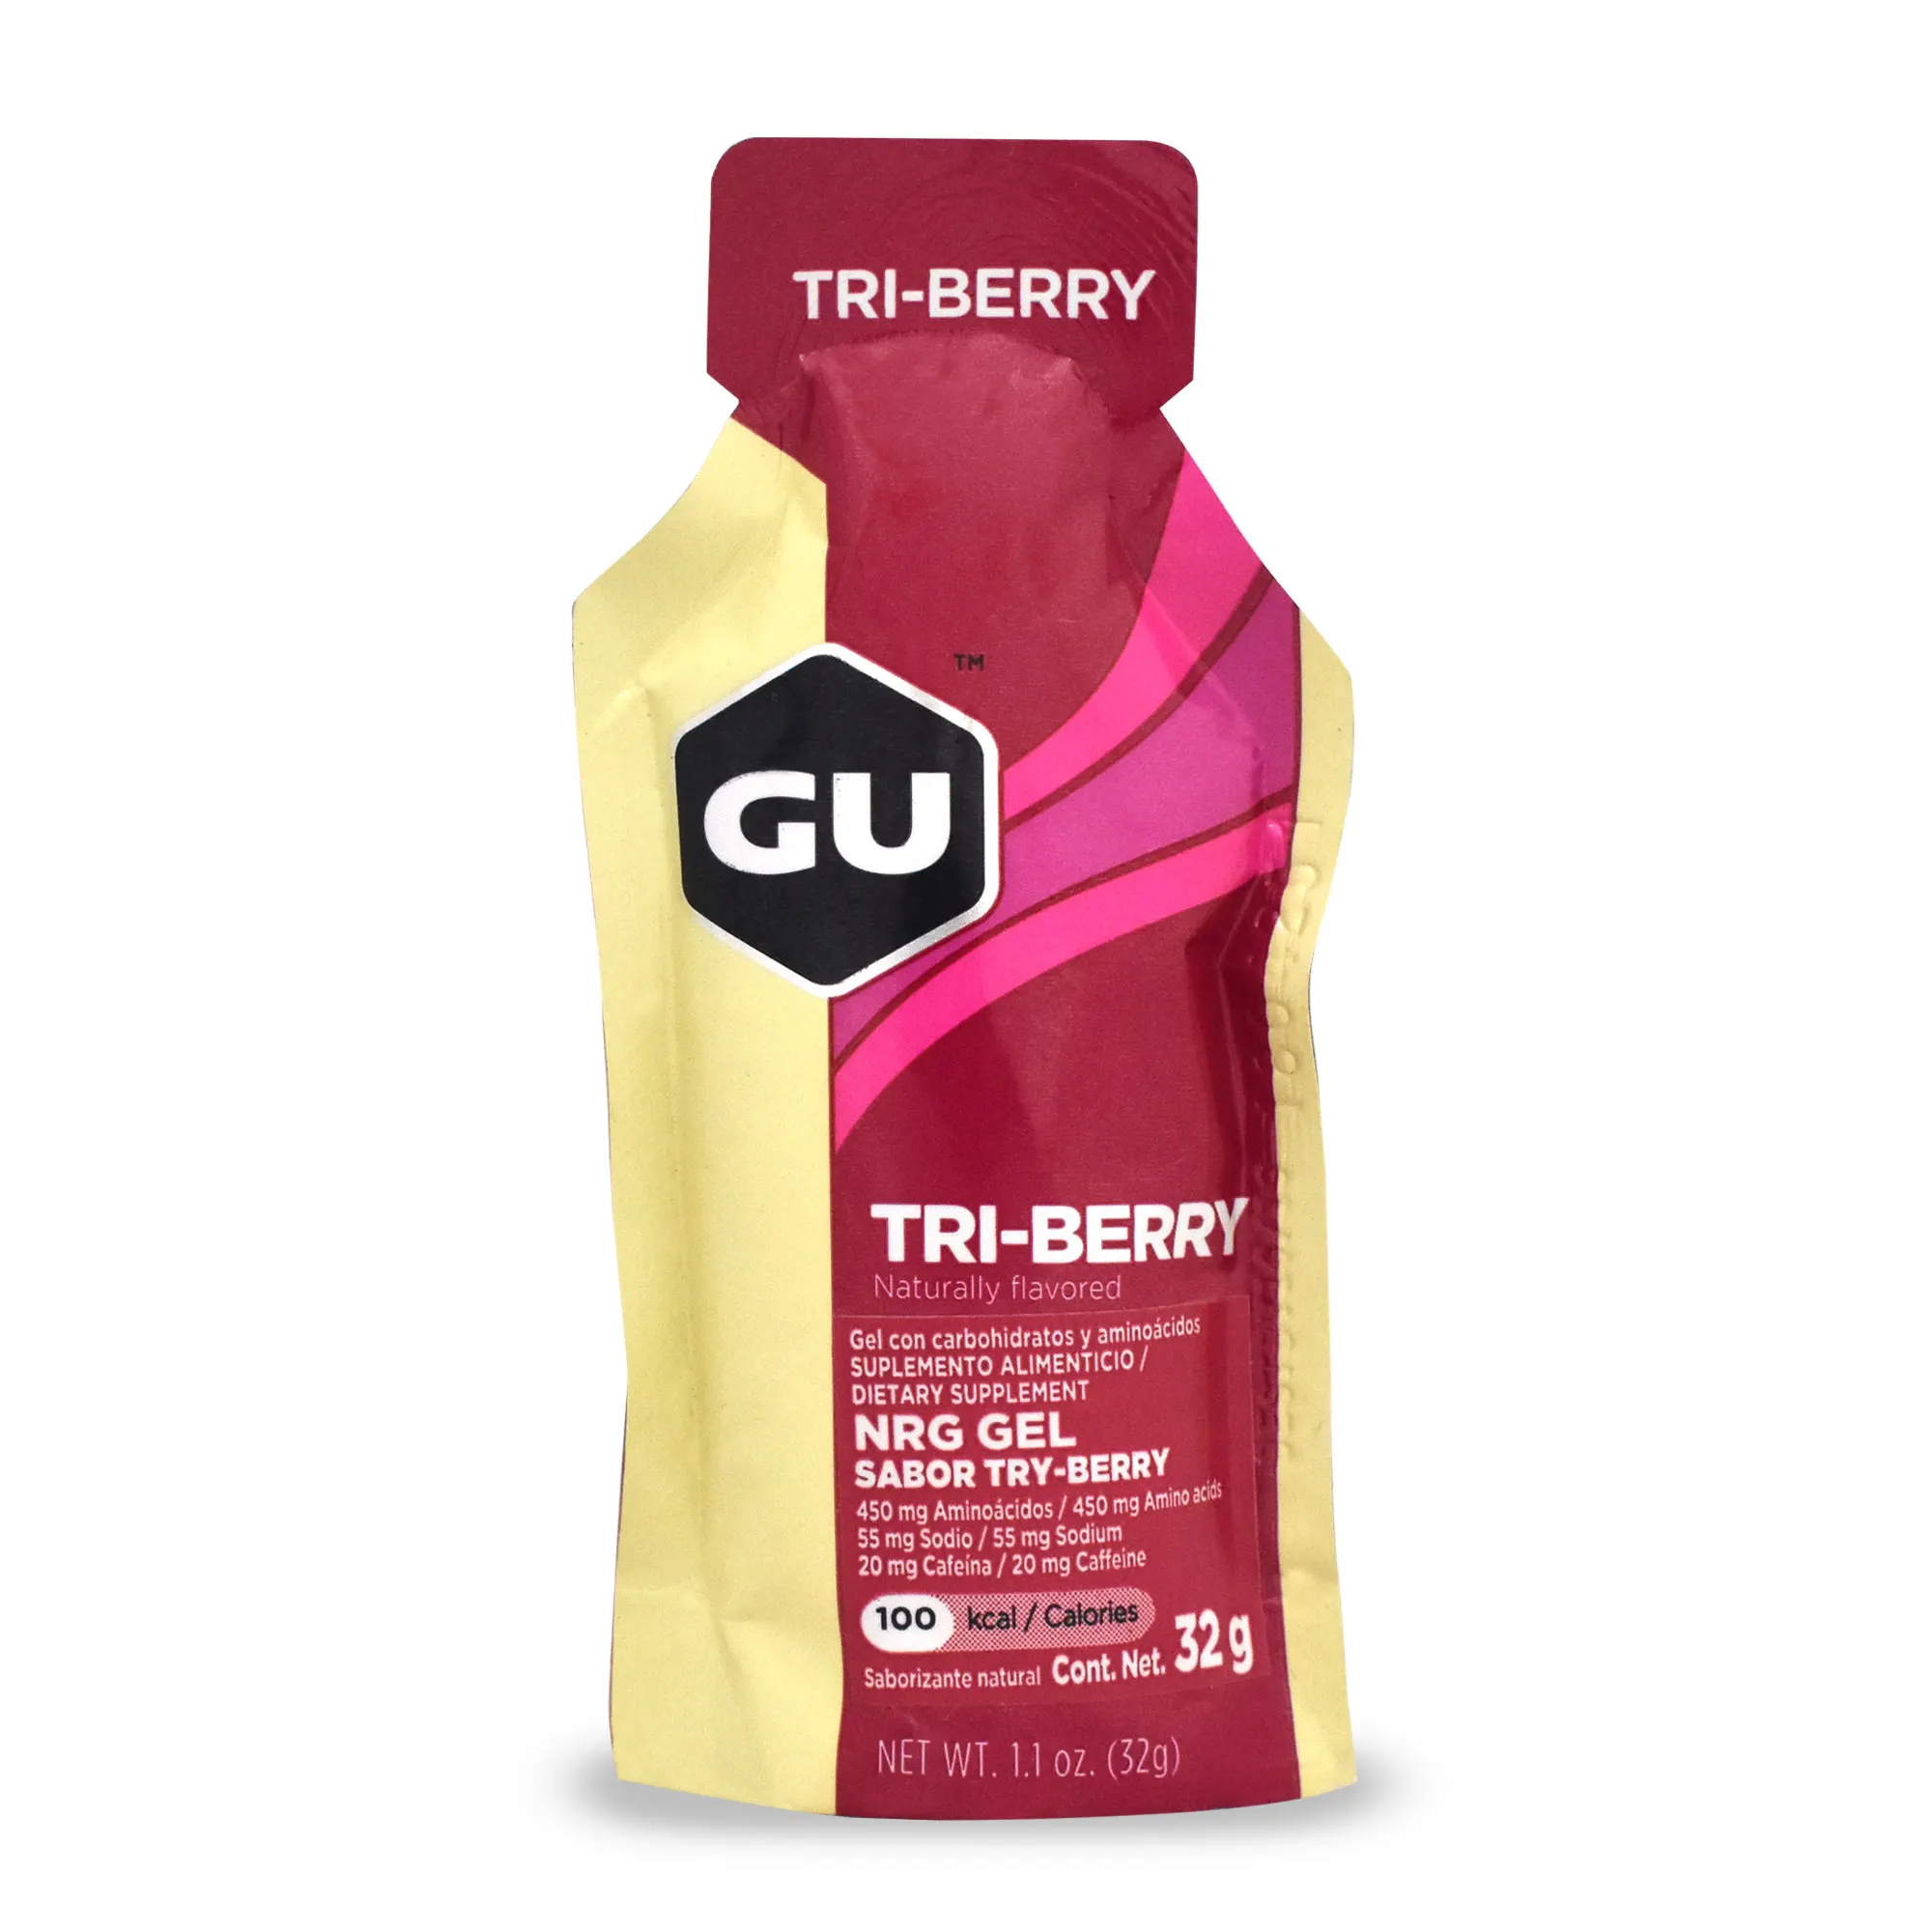 TRI-BERRY
TM
GU
TRI-BERRY
Naturally flavored
Gel con carbohidratos y aminoácidos
SUPLEMENTO ALIMENTICIO /
DIETARY SUPPLEMENT
NRG GEL
SABOR TRY-BERRY
450 mg Aminoácidos / 450 mg Amino acids
55 mg Sodio / 55 mg Sodium
20 mg Cafeína / 20 mg Caffeine
100 kcal / Calories
Saborizante natural Cont. Net. 32 g
NET WT. 1.1 oz. (32g)